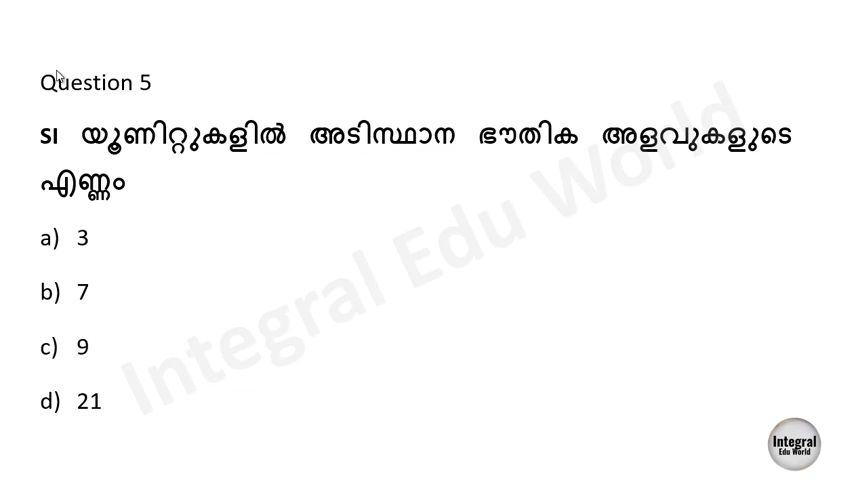 Question 5
SI യൂണിറ്റുകളിൽ അടിസ്ഥാന ഭൗതിക അളവുകളുടെ
എണ്ണം
a) 3
b) 7
c) 9
d) 21
Integral Edu World
Integral
Edu World